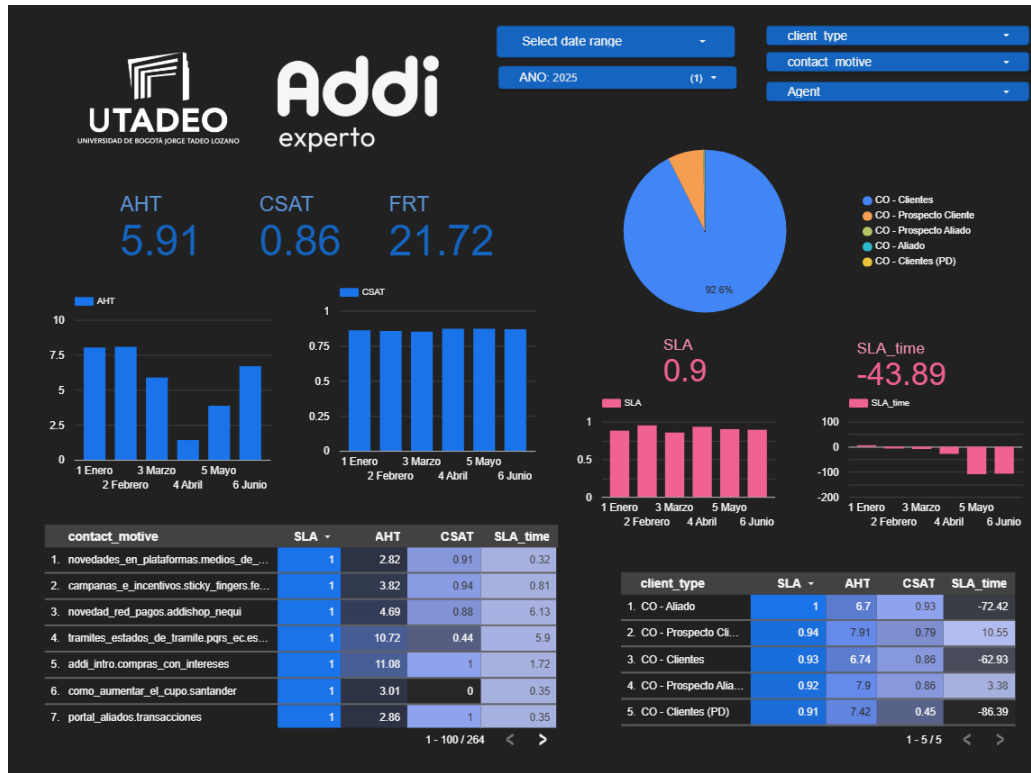 Select date range
ANO: 2025 (1)
client_type
contact_motive
Agent
UTADEO
UNIVERSIDAD DE BOGOTÁ JORGE TADEO LOZANO
Addi
experto
AHT
5.91
CSAT
0.86
FRT
21.72
92.6%
CO - Clientes
CO - Prospecto Cliente
CO - Prospecto Aliado
CO - Aliado
CO - Clientes (PD)
AHT
10
7.5
5
2.5
0
1 Enero 3 Marzo 5 Mayo
2 Febrero 4 Abril 6 Junio
CSAT
1
0.75
0.5
0.25
0
1 Enero 3 Marzo 5 Mayo
2 Febrero 4 Abril 6 Junio
SLA
0.9
SLA_time
-43.89
SLA
1
0.5
0
1 Enero 3 Marzo 5 Mayo
2 Febrero 4 Abril 6 Junio
SLA_time
100
0
-100
-200
1 Enero 3 Marzo 5 Mayo
2 Febrero 4 Abril 6 Junio
contact_motive SLA AHT CSAT SLA_time
1. novedades_en_plataformas.medios_de_... 1 2.82 0.91 0.32
2. campanas_e_incentivos.sticky_fingers.fe... 1 3.82 0.94 0.81
3. novedad_red_pagos.addishop_nequi 1 4.69 0.88 6.13
4. tramites_estados_de_tramite.pqrs_ec.es... 1 10.72 0.44 5.9
5. addi_intro.compras_con_intereses 1 11.08 1 1.72
6. como_aumentar_el_cupo.santander 1 3.01 0 0.35
7. portal_aliados.transacciones 1 2.86 1 0.35
1 - 100 / 264 < >
client_type SLA AHT CSAT SLA_time
1. CO - Aliado 1 6.7 0.93 -72.42
2. CO - Prospecto Cli... 0.94 7.91 0.79 10.55
3. CO - Clientes 0.93 6.74 0.86 -62.93
4. CO - Prospecto Alia... 0.92 7.9 0.86 3.38
5. CO - Clientes (PD) 0.91 7.42 0.45 -86.39
1 - 5 / 5 < >